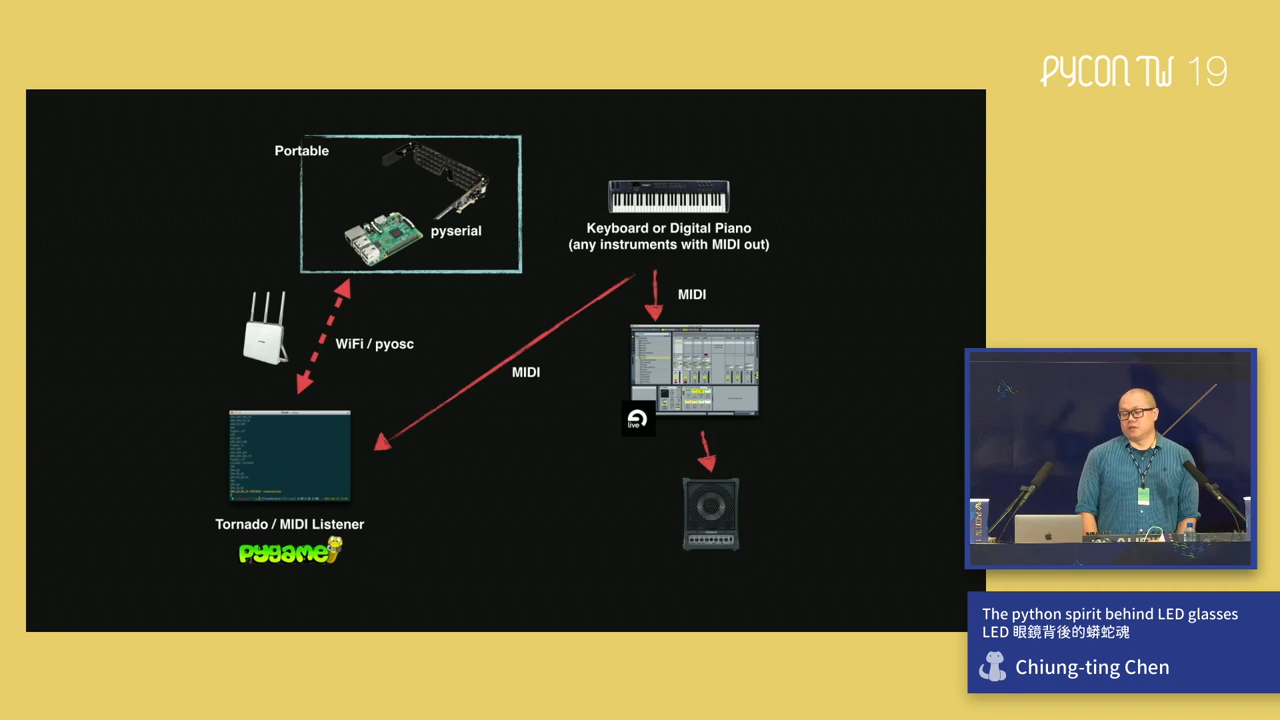 PYCON TW 19
Portable
pyserial
Keyboard or Digital Piano
(any instruments with MIDI out)
MIDI
WiFi / pyosc
MIDI
live
Tornado / MIDI Listener
pygame
The python spirit behind LED glasses
LED 眼鏡背後的蟒蛇魂
Chiung-ting Chen